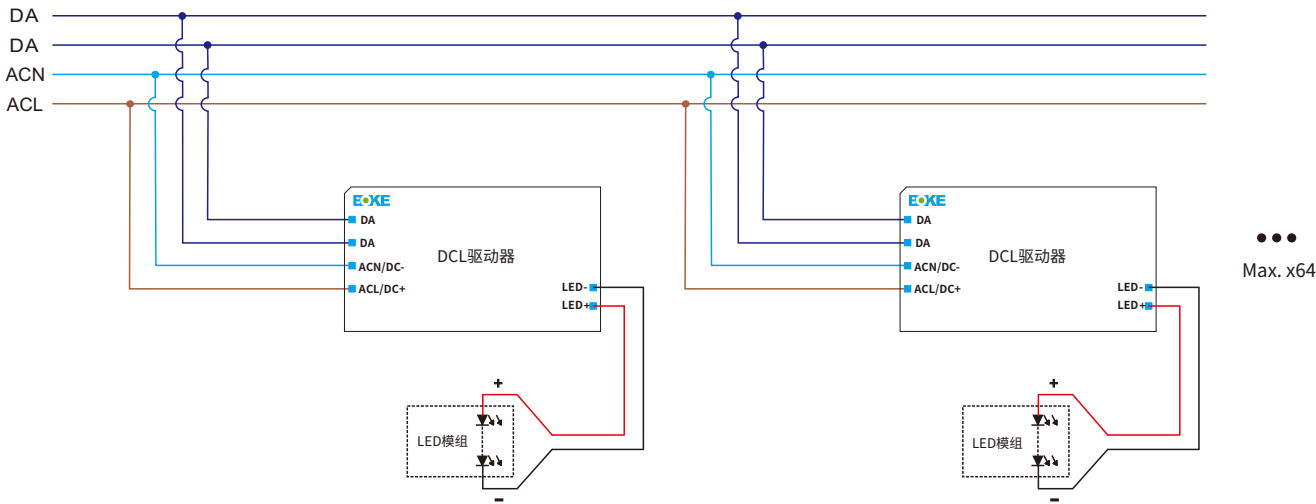 DA
DA
ACN
ACL
EOKE
DA
DA
ACN/DC-
ACL/DC+
DCL驱动器
LED-
LED+
EOKE
DA
DA
ACN/DC-
ACL/DC+
DCL驱动器
LED-
LED+
•••
Max. x64
+
LED模组
-
+
LED模组
-